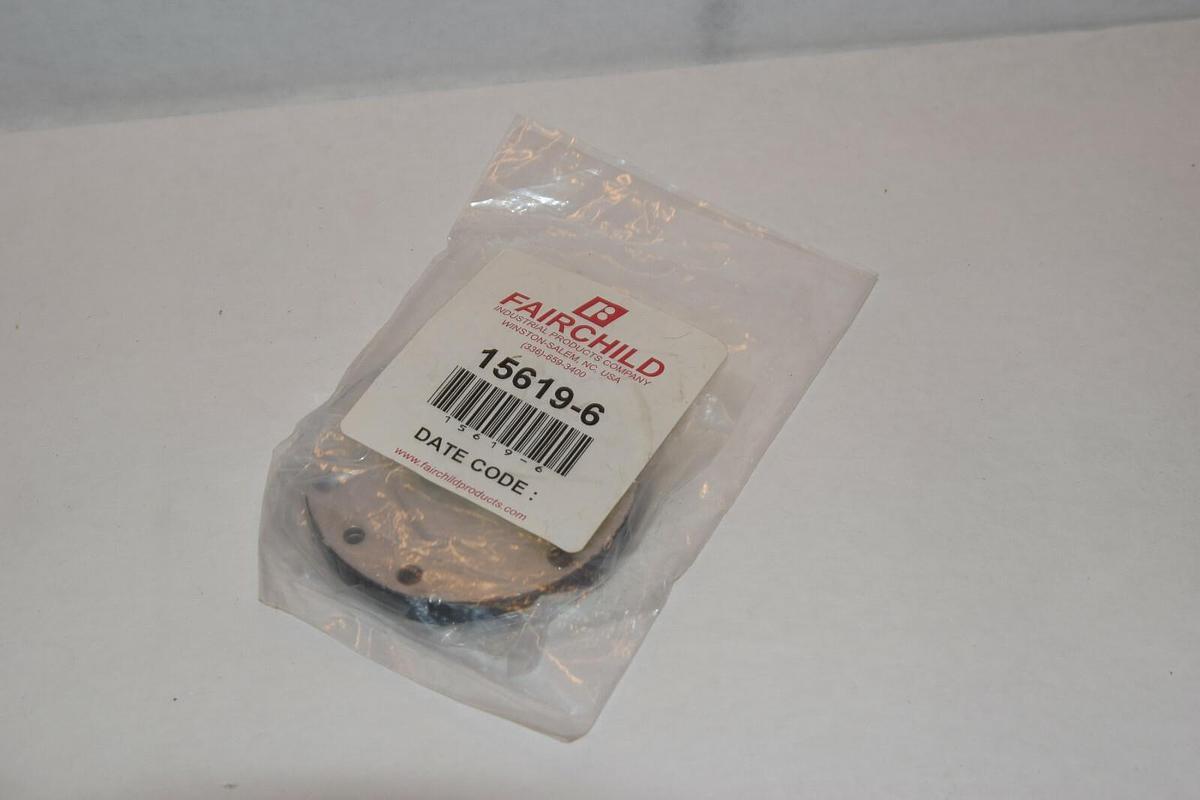 FAIRCHILD
INDUSTRIAL PRODUCTS COMPANY
WINSTON-SALEM, NC. USA
(336)-659-3400
15619-6
15619-6
DATE CODE :
www.fairchildproducts.com